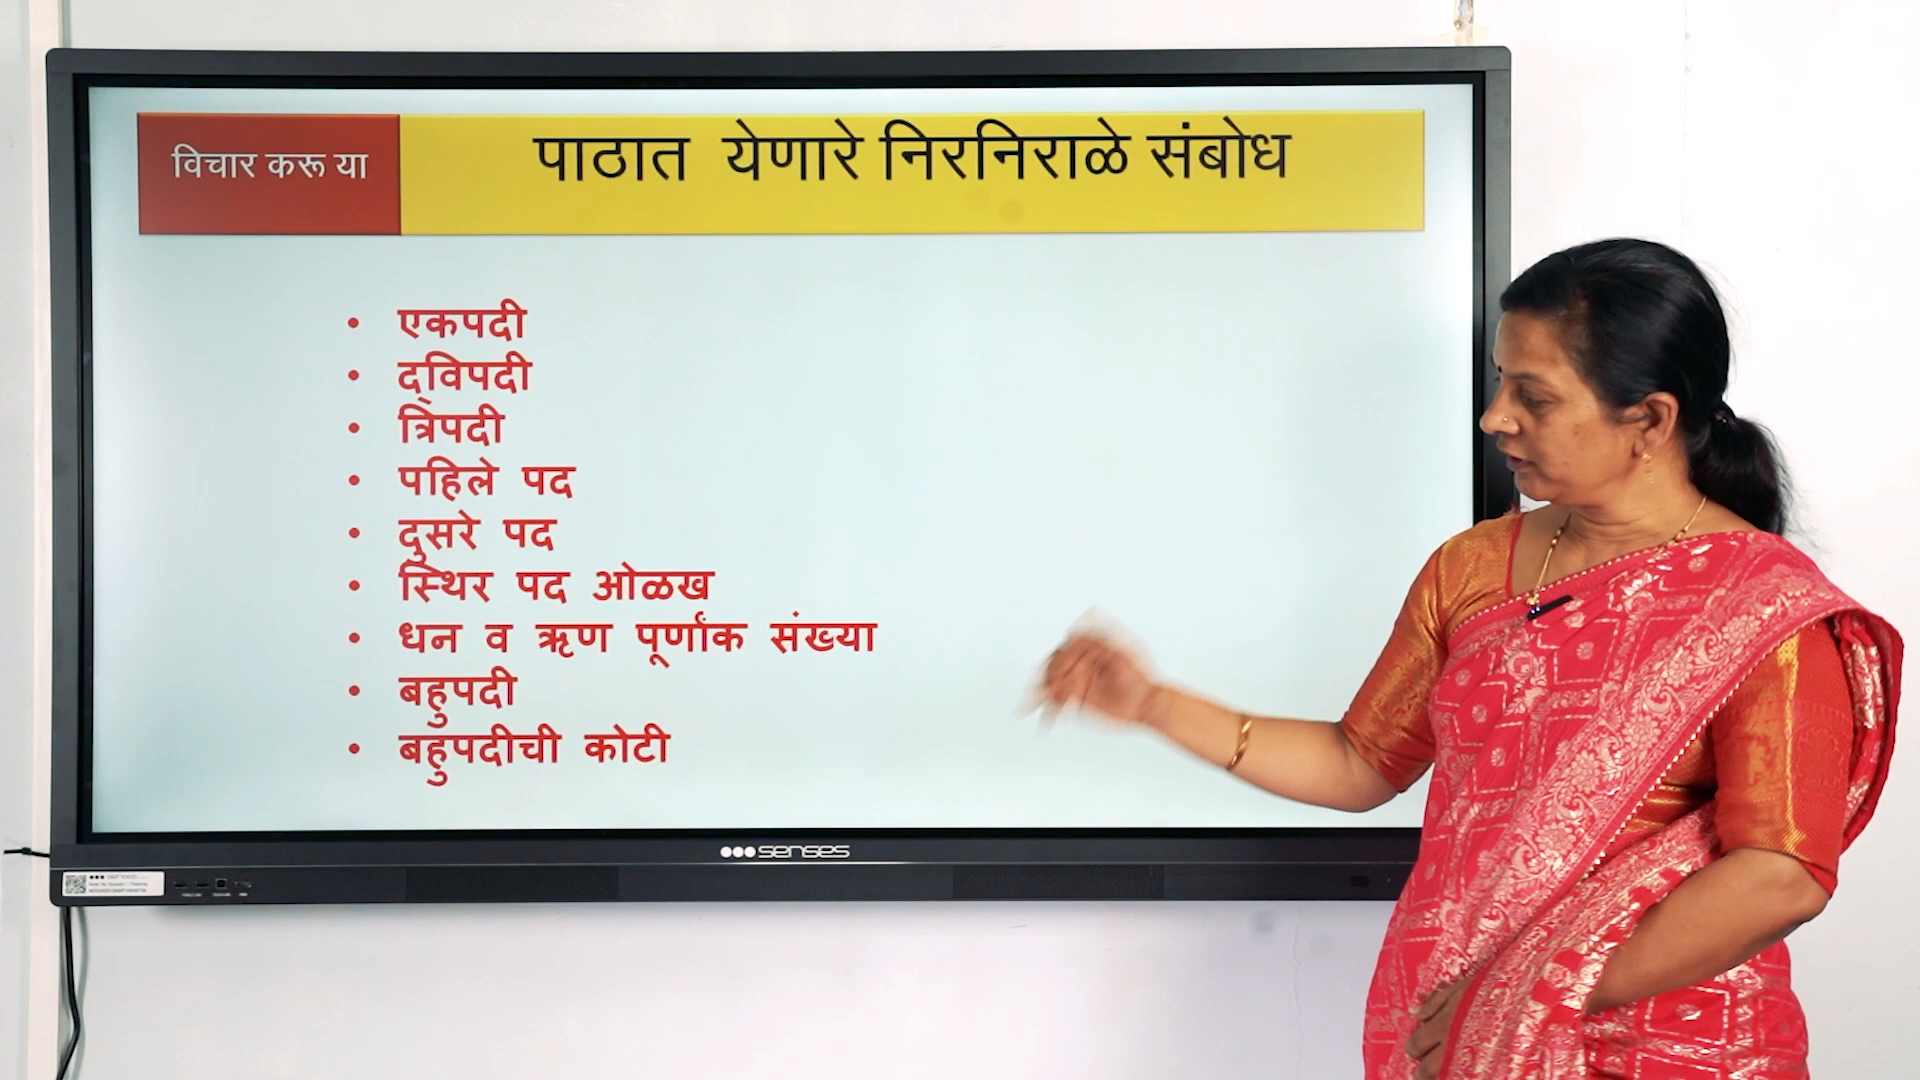 विचार करू या
पाठात येणारे निरनिराळे संबोध
• एकपदी
• द्विपदी
• त्रिपदी
• पहिले पद
• दुसरे पद
• स्थिर पद ओळख
• धन व ऋण पूर्णांक संख्या
• बहुपदी
• बहुपदीची कोटी
senses